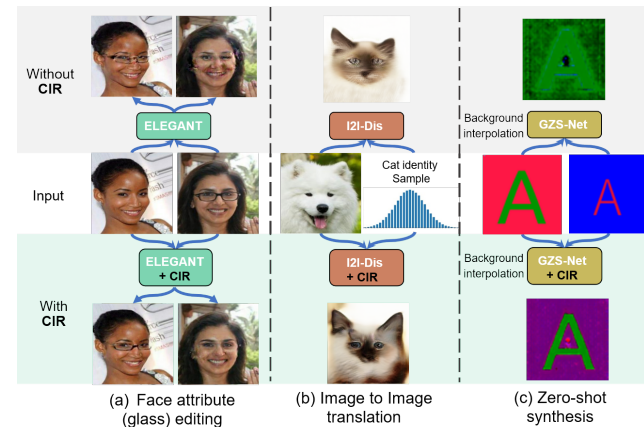 Without
CIR
ELEGANT
I2I-Dis
Background
interpolation
GZS-Net
Input
Cat identity
Sample
A
A
ELEGANT
+ CIR
I2I-Dis
+ CIR
Background
interpolation
GZS-Net
+ CIR
With
CIR
A
A
(a) Face attribute
(glass) editing
(b) Image to Image
translation
(c) Zero-shot
synthesis